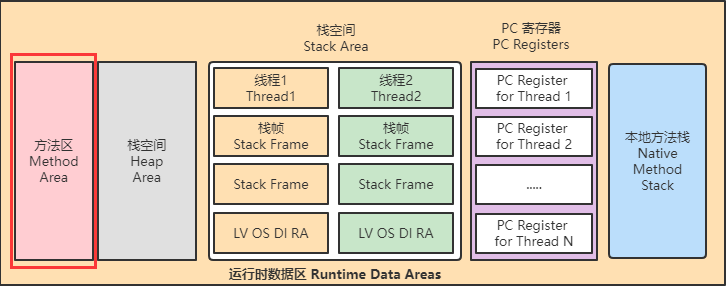 方法区
Method
Area
栈空间
Heap
Area
栈空间
Stack Area
线程1
Thread1
线程2
Thread2
栈帧
Stack Frame
栈帧
Stack Frame
Stack Frame
Stack Frame
LV OS DI RA
LV OS DI RA
PC 寄存器
PC Registers
PC Register
for Thread 1
PC Register
for Thread 2
.....
PC Register
for Thread N
本地方法栈
Native
Method
Stack
运行时数据区 Runtime Data Areas